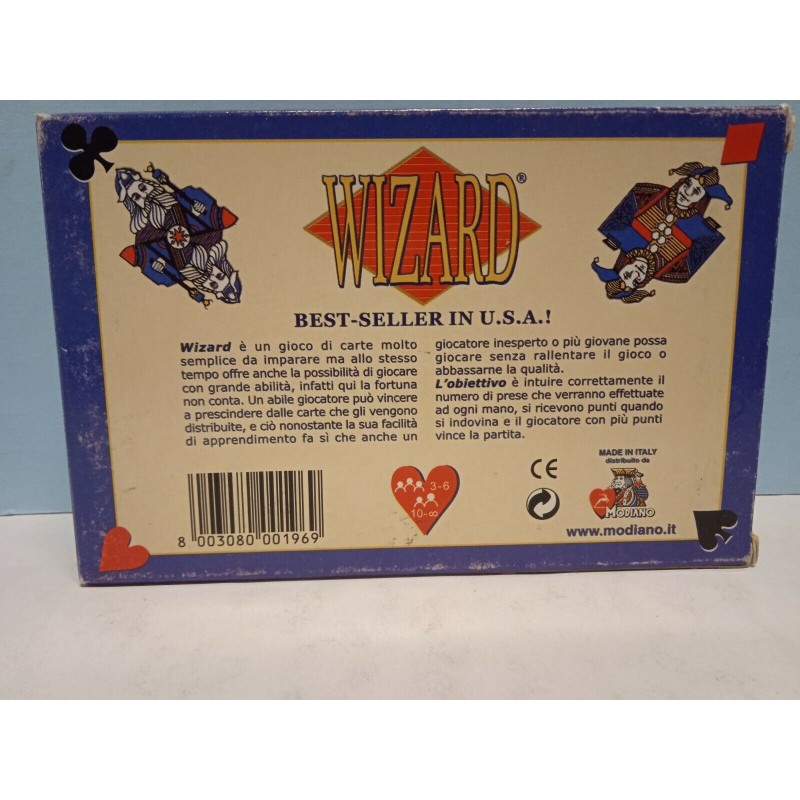 WIZARD®
BEST-SELLER IN U.S.A.!
Wizard è un gioco di carte molto
semplice da imparare ma allo stesso
tempo offre anche la possibilità di giocare
con grande abilità, infatti qui la fortuna
non conta. Un abile giocatore può vincere
a prescindere dalle carte che gli vengono
distribuite, e ciò nonostante la sua facilità
di apprendimento fa sì che anche un
giocatore inesperto o più giovane possa
giocare senza rallentare il gioco o
abbassarne la qualità.
L'obiettivo è intuire correttamente il
numero di prese che verranno effettuate
ad ogni mano, si ricevono punti quando
si indovina e il giocatore con più punti
vince la partita.
8 003080 001969
3-6
10-∞
CE
MADE IN ITALY
distribuito da
MODIANO
www.modiano.it